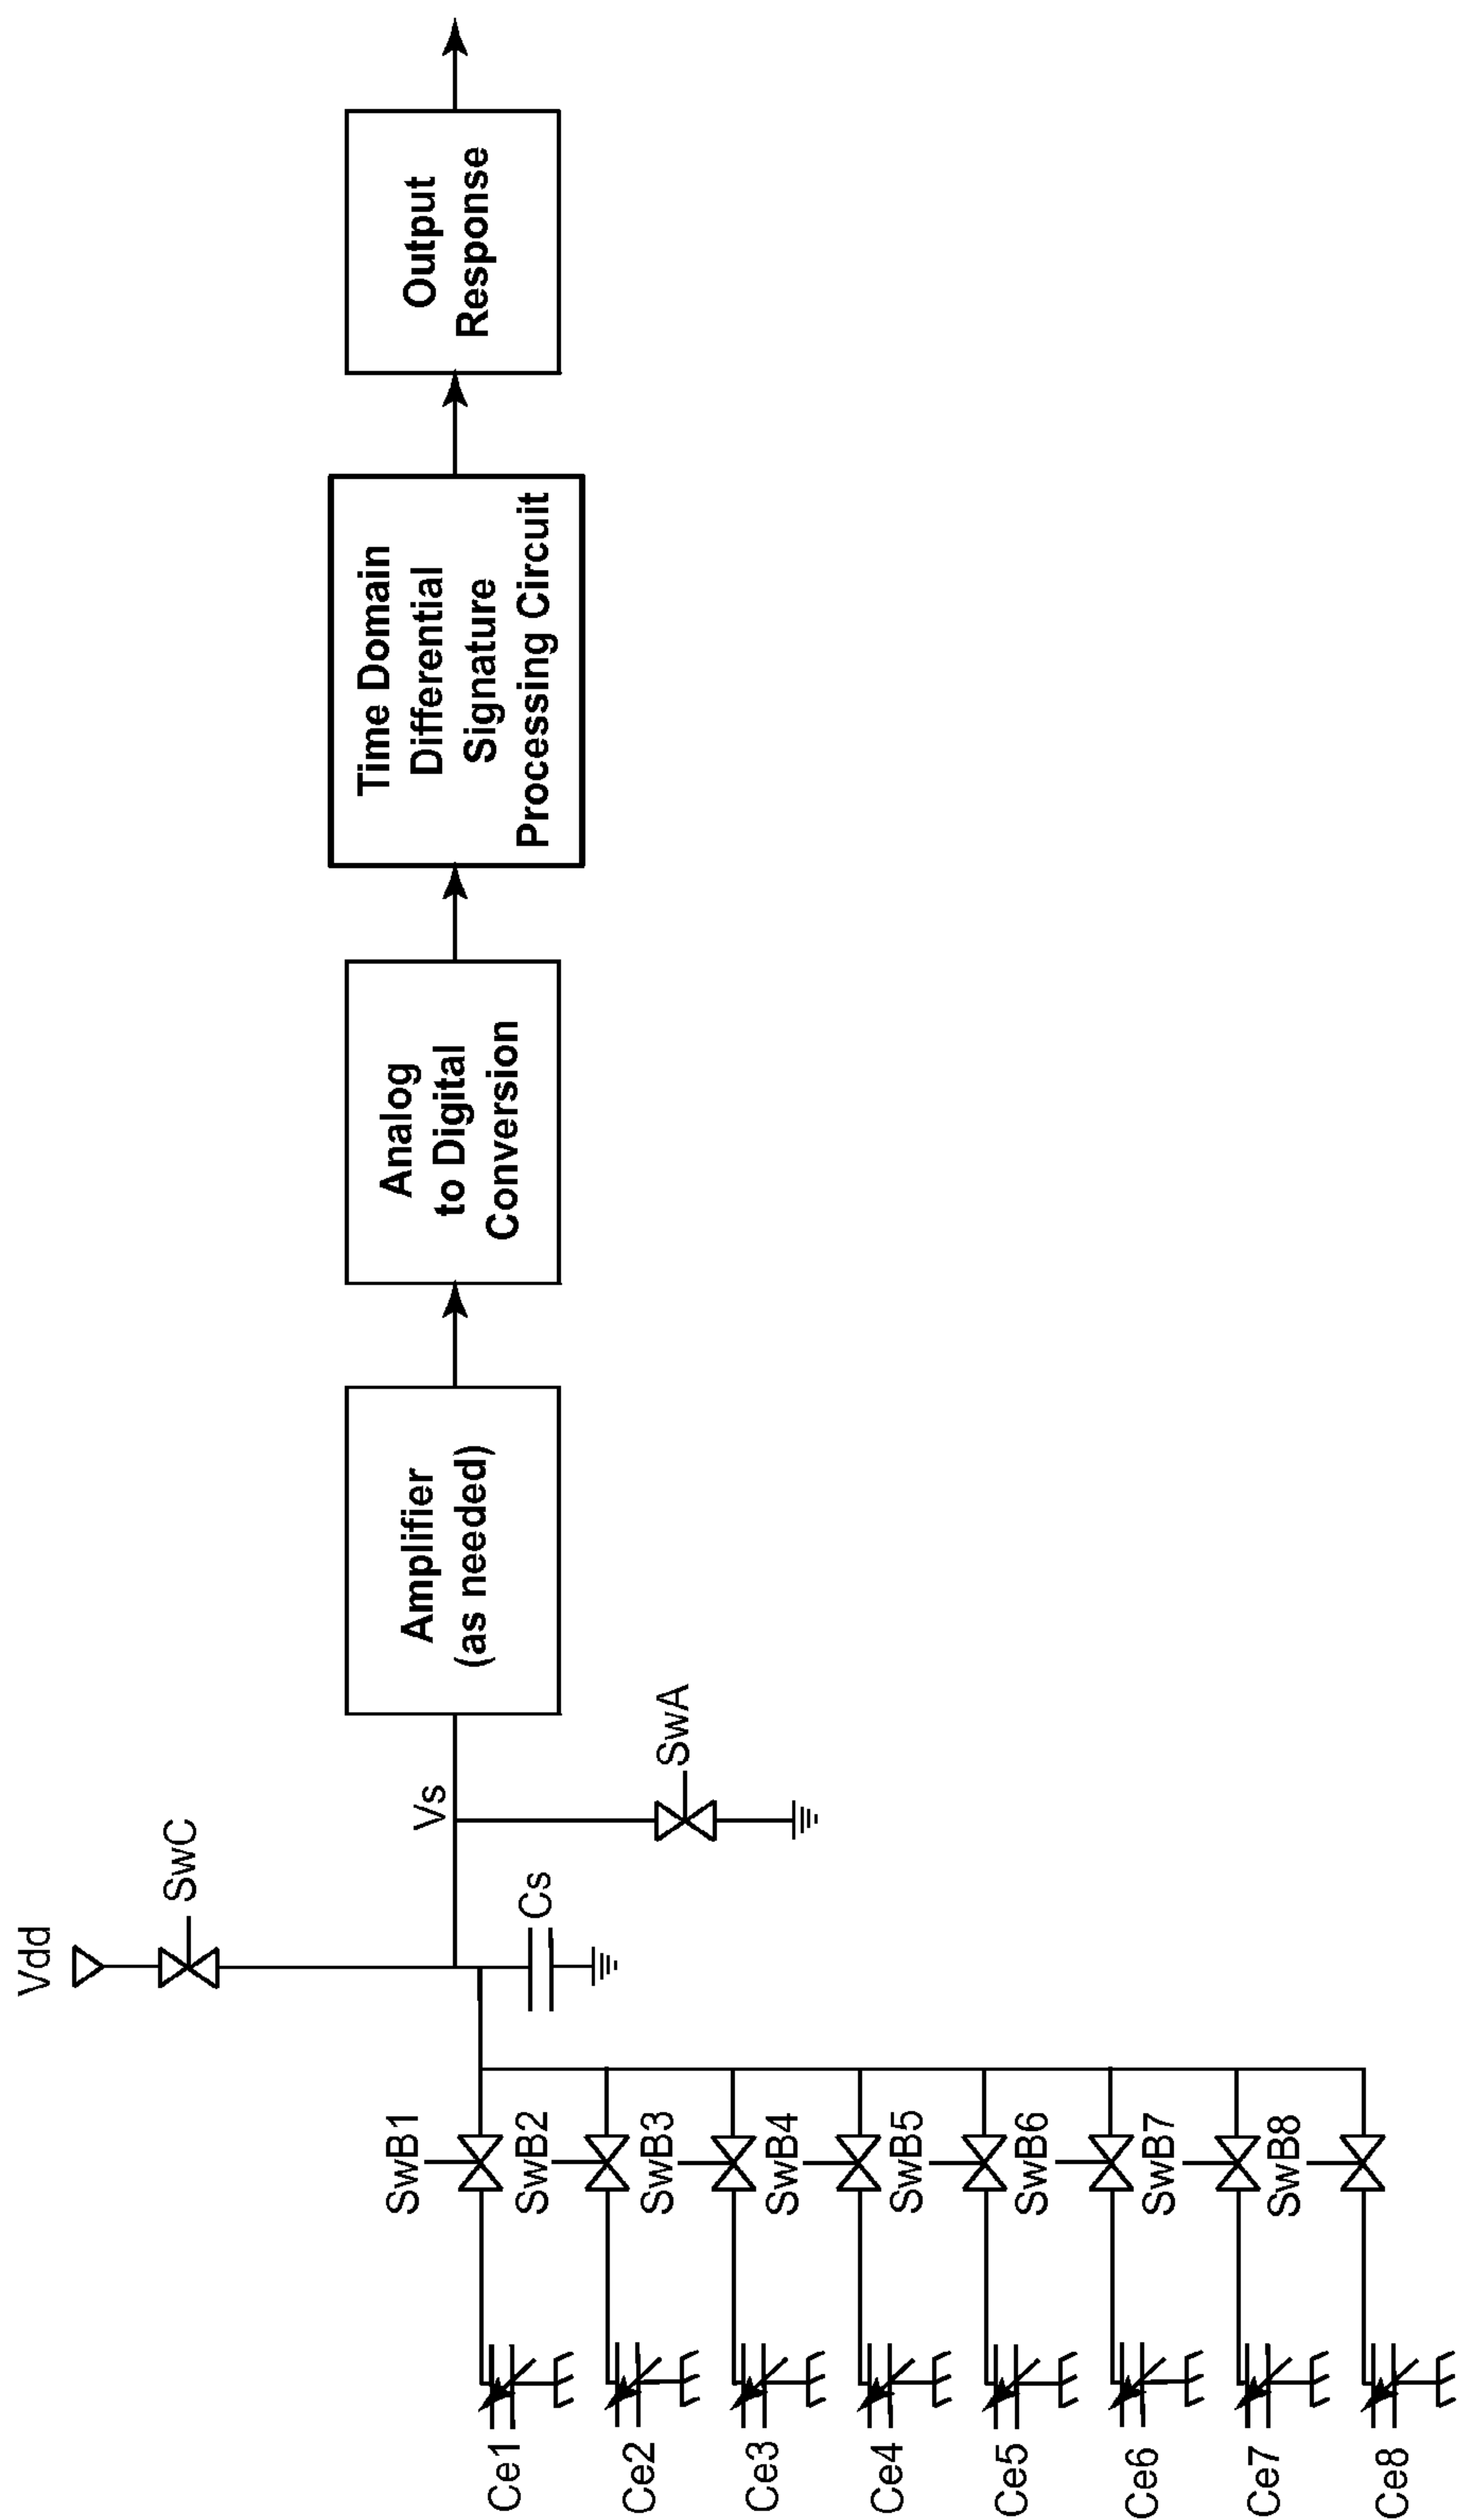 Vdd
SwC
SwB1
SwB2
SwB3
SwB4
SwB5
SwB6
SwB7
SwB8
Ce1
Ce2
Ce3
Ce4
Ce5
Ce6
Ce7
Ce8
Cs
Vs
SwA
Amplifier
(as needed)
Analog
to Digital
Conversion
Time Domain
Differential
Signature
Processing Circuit
Output
Response